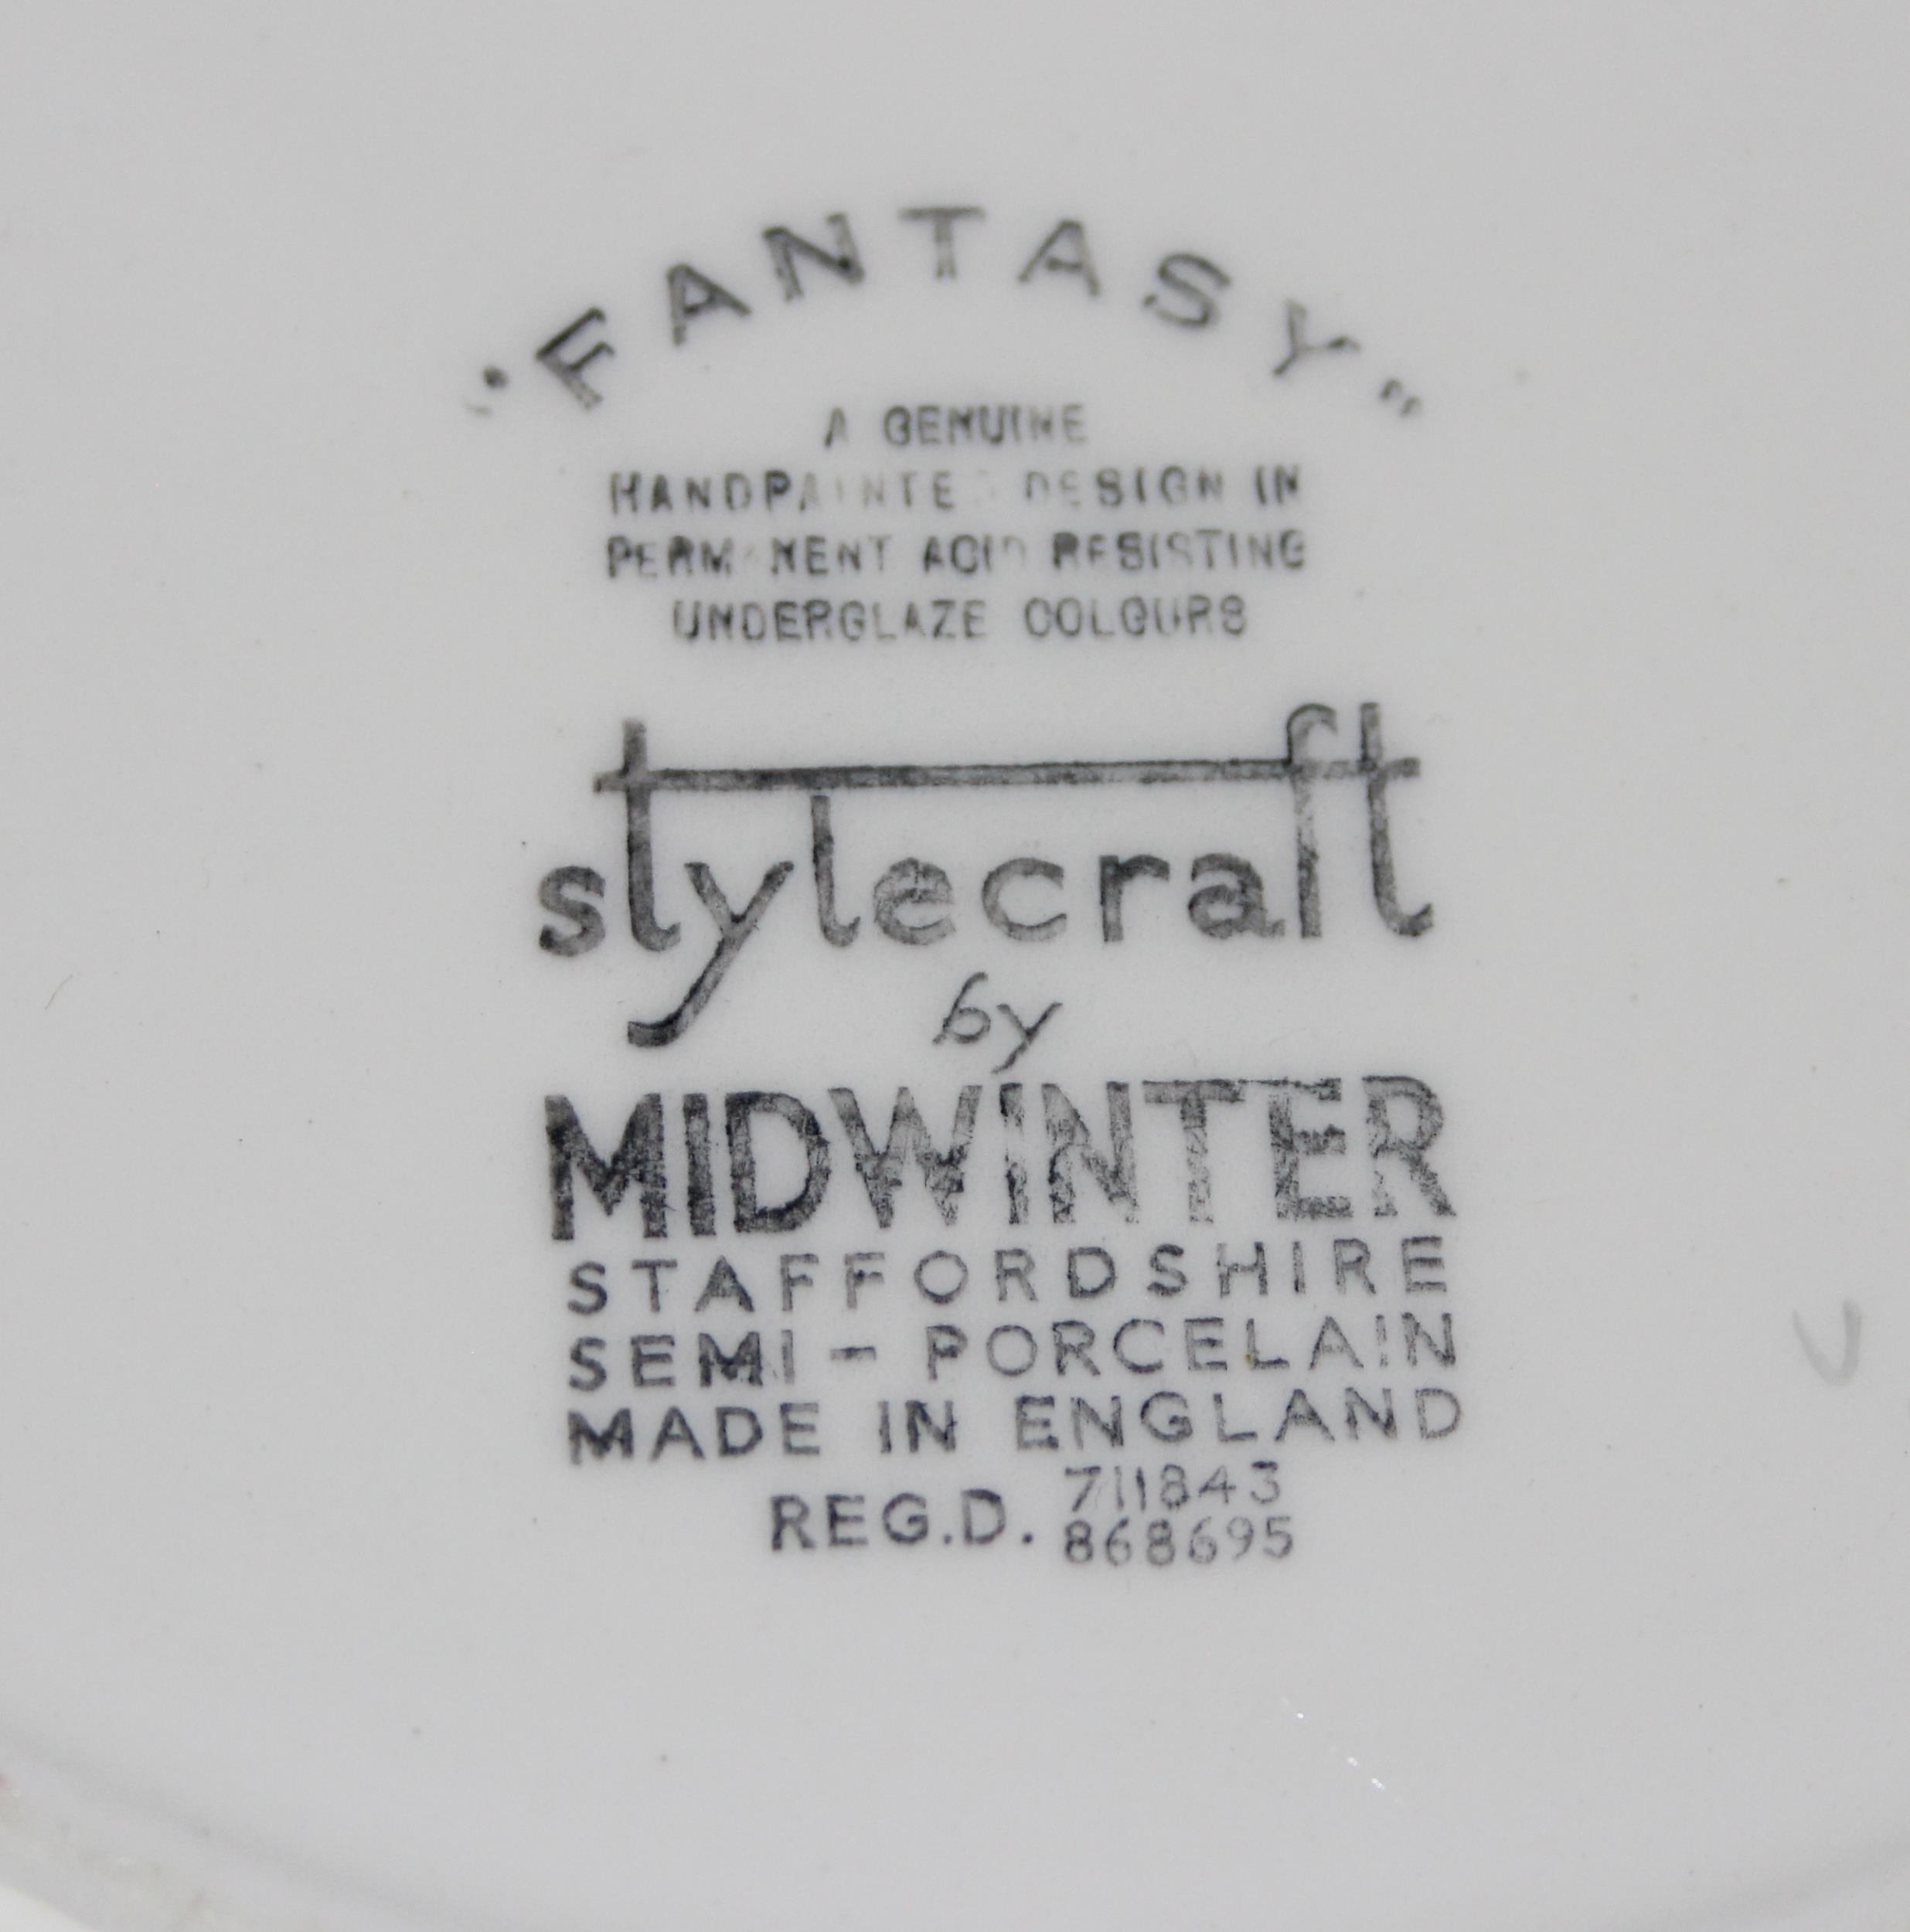 "FANTASY"
A GENUINE
HANDPAINTED DESIGN IN
PERMANENT ACID RESISTING
UNDERGLAZE COLOURS
stylecraft
by
MIDWINTER
STAFFORDSHIRE
SEMI-PORCELAIN
MADE IN ENGLAND
REG.D. 711843
868695